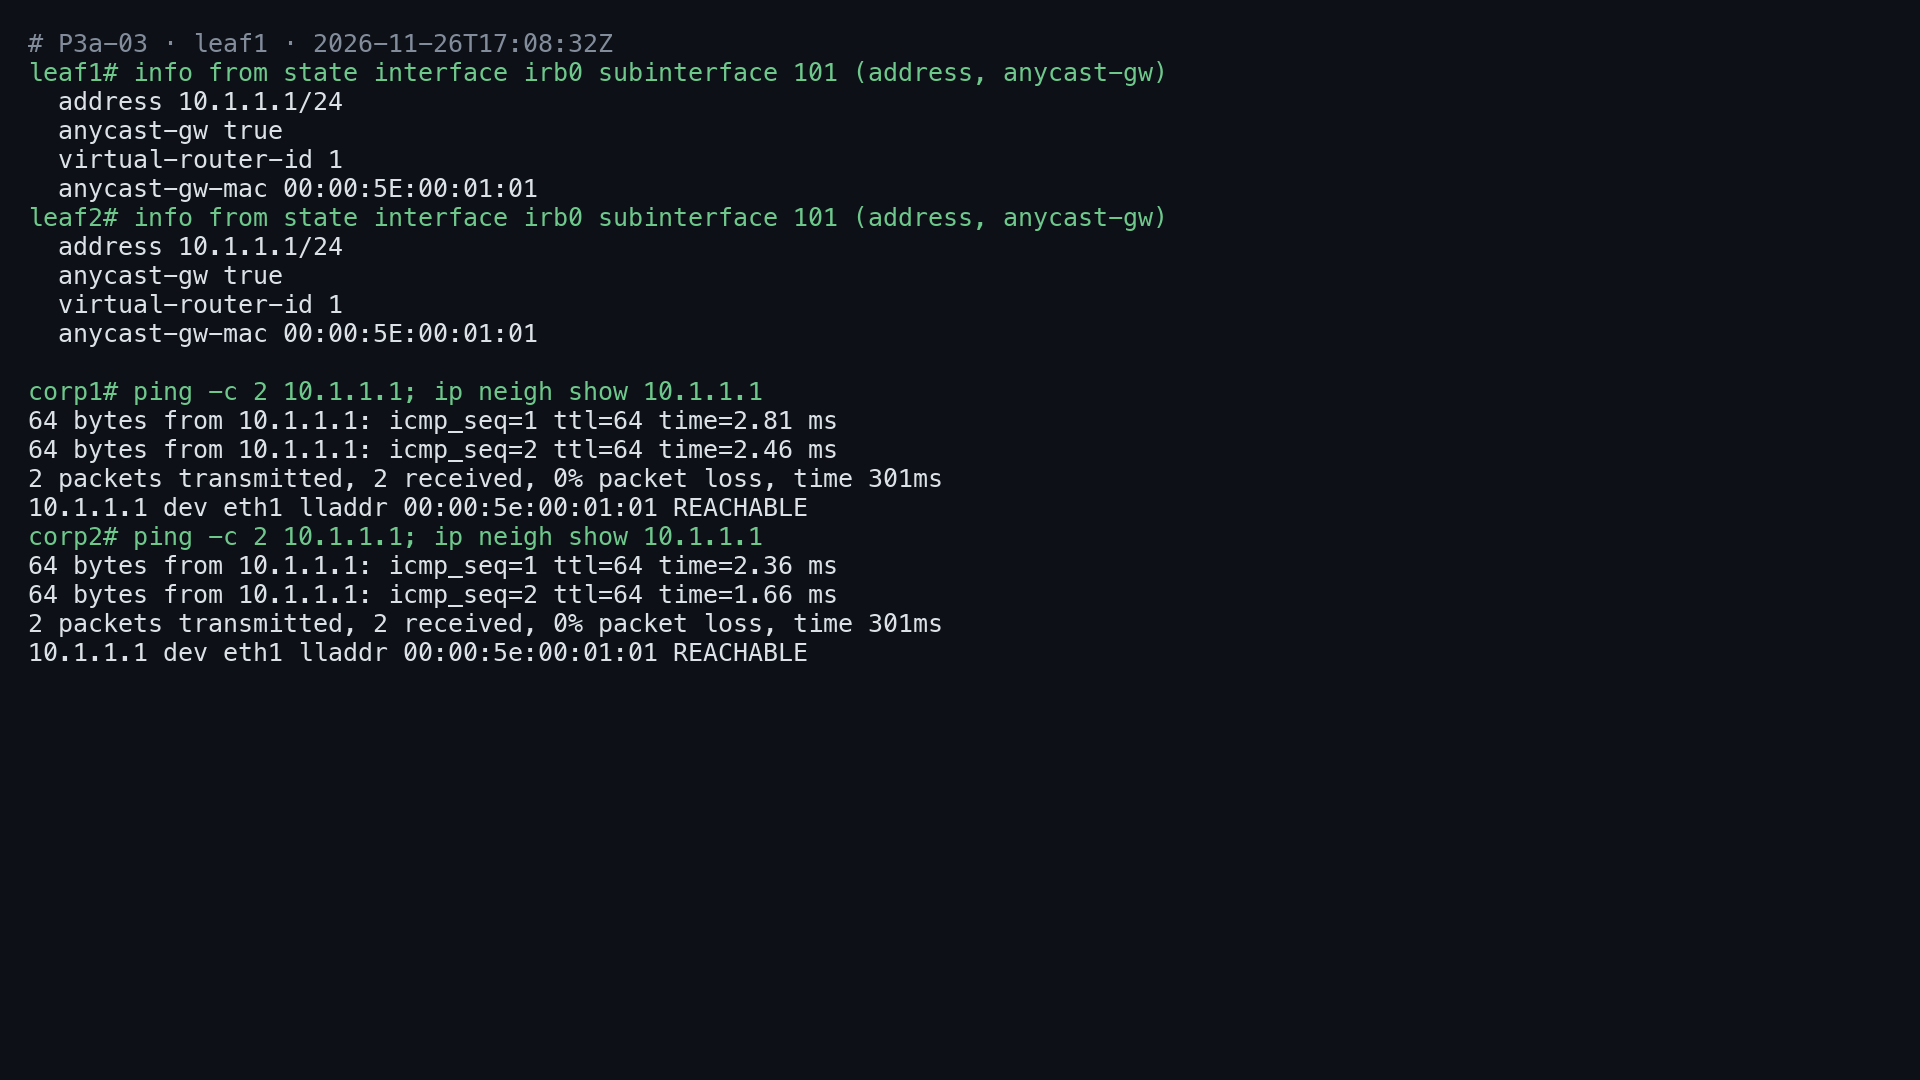 # P3a-03 · leaf1 · 2026-11-26T17:08:32Z
leaf1# info from state interface irb0 subinterface 101 (address, anycast-gw)
  address 10.1.1.1/24
  anycast-gw true
  virtual-router-id 1
  anycast-gw-mac 00:00:5E:00:01:01
leaf2# info from state interface irb0 subinterface 101 (address, anycast-gw)
  address 10.1.1.1/24
  anycast-gw true
  virtual-router-id 1
  anycast-gw-mac 00:00:5E:00:01:01

corp1# ping -c 2 10.1.1.1; ip neigh show 10.1.1.1
64 bytes from 10.1.1.1: icmp_seq=1 ttl=64 time=2.81 ms
64 bytes from 10.1.1.1: icmp_seq=2 ttl=64 time=2.46 ms
2 packets transmitted, 2 received, 0% packet loss, time 301ms
10.1.1.1 dev eth1 lladdr 00:00:5e:00:01:01 REACHABLE
corp2# ping -c 2 10.1.1.1; ip neigh show 10.1.1.1
64 bytes from 10.1.1.1: icmp_seq=1 ttl=64 time=2.36 ms
64 bytes from 10.1.1.1: icmp_seq=2 ttl=64 time=1.66 ms
2 packets transmitted, 2 received, 0% packet loss, time 301ms
10.1.1.1 dev eth1 lladdr 00:00:5e:00:01:01 REACHABLE